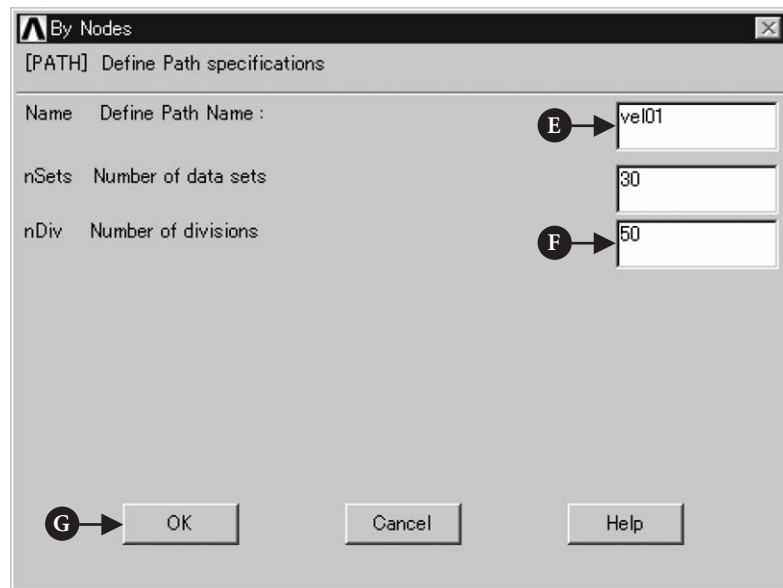 By Nodes
[PATH] Define Path specifications
Name Define Path Name :
E vel01
nSets Number of data sets
30
nDiv Number of divisions
F 50
G OK Cancel Help